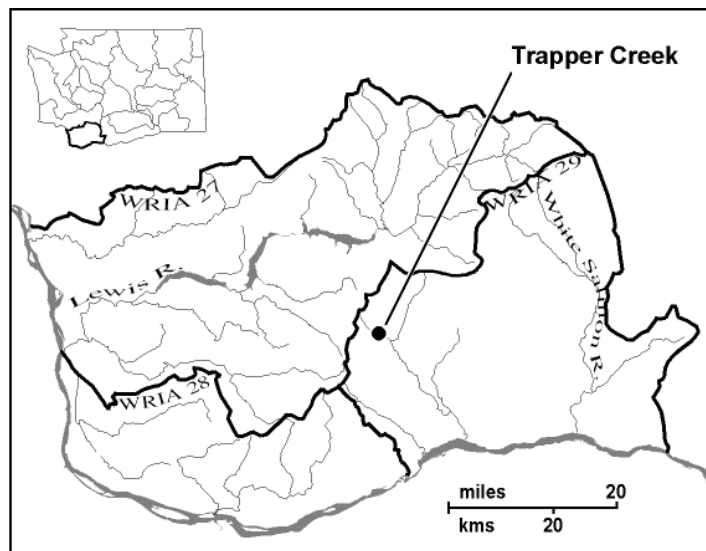 Trapper Creek
WRIA 27
WRIA 29
White Salmon R.
Lewis R.
WRIA 28
miles 20
kms 20